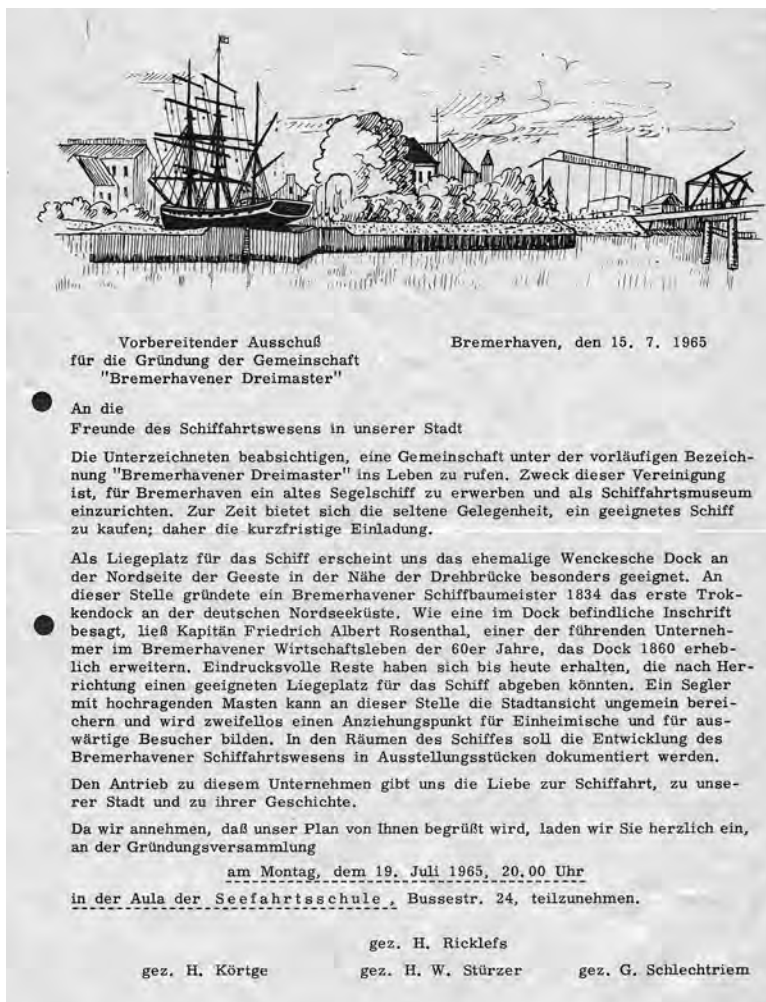 Vorbereitender Ausschuß
für die Gründung der Gemeinschaft
"Bremerhavener Dreimaster"
Bremerhaven, den 15. 7. 1965
An die
Freunde des Schiffahrtswesens in unserer Stadt
Die Unterzeichneten beabsichtigen, eine Gemeinschaft unter der vorläufigen Bezeich-
nung "Bremerhavener Dreimaster" ins Leben zu rufen. Zweck dieser Vereinigung
ist, für Bremerhaven ein altes Segelschiff zu erwerben und als Schiffahrtsmuseum
einzurichten. Zur Zeit bietet sich die seltene Gelegenheit, ein geeignetes Schiff
zu kaufen; daher die kurzfristige Einladung.
Als Liegeplatz für das Schiff erscheint uns das ehemalige Wenckesche Dock an
der Nordseite der Geeste in der Nähe der Drehbrücke besonders geeignet. An
dieser Stelle gründete ein Bremerhavener Schiffbaumeister 1834 das erste Trok-
kendock an der deutschen Nordseeküste. Wie eine im Dock befindliche Inschrift
besagt, ließ Kapitän Friedrich Albert Rosenthal, einer der führenden Unterneh-
mer im Bremerhavener Wirtschaftsleben der 60er Jahre, das Dock 1860 erheb-
lich erweitern. Eindrucksvolle Reste haben sich bis heute erhalten, die nach Her-
richtung einen geeigneten Liegeplatz für das Schiff abgeben könnten. Ein Segler
mit hochragenden Masten kann an dieser Stelle die Stadtansicht ungemein berei-
chern und wird zweifellos einen Anziehungspunkt für Einheimische und für aus-
wärtige Besucher bilden. In den Räumen des Schiffes soll die Entwicklung des
Bremerhavener Schiffahrtswesens in Ausstellungsstücken dokumentiert werden.
Den Antrieb zu diesem Unternehmen gibt uns die Liebe zur Schiffahrt, zu unse-
rer Stadt und zu ihrer Geschichte.
Da wir annehmen, daß unser Plan von Ihnen begrüßt wird, laden wir Sie herzlich ein,
an der Gründungsversammlung
am Montag, dem 19. Juli 1965, 20.00 Uhr
in der Aula der Seefahrtsschule, Bussestr. 24, teilzunehmen.
gez. H. Ricklefs
gez. H. Körtge gez. H. W. Stürzer gez. G. Schlechtriem